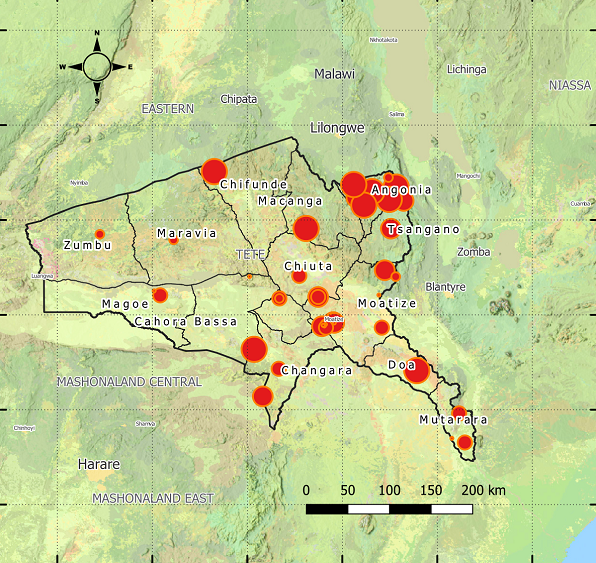 Nkhotakota
N
W E
S
Malawi
Lichinga
NIASSA
Chipata
EASTERN
Salima
Lilongwe
Mangochi
Nyimba
Chifunde
Angonia
Macanga
Cuamba
Tsangano
Maravia
Zumbu
TETE
Zomba
Chiuta
Luangwa
Blantyre
Magoe
Moatize
Cahora Bassa
Moatize
Doa
Changara
MASHONALAND CENTRAL
Mutarara
Chinhoyi
Shamva
Harare
0 50 100 150 200 km
MASHONALAND EAST